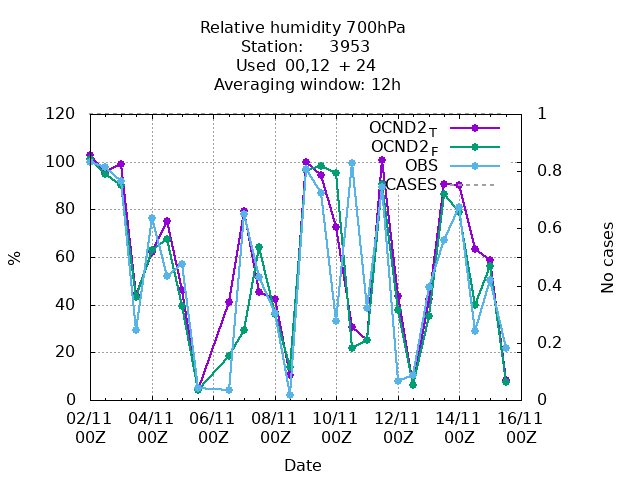 Relative humidity 700hPa
Station: 3953
Used 00,12 + 24
Averaging window: 12h
120 1
OCND2 T
OCND2 F
OBS
CASES
100
80
60
40
20
0
0.8
0.6
0.4
0.2
0
%
No cases
02/11 04/11 06/11 08/11 10/11 12/11 14/11 16/11
00Z 00Z 00Z 00Z 00Z 00Z 00Z 00Z
Date